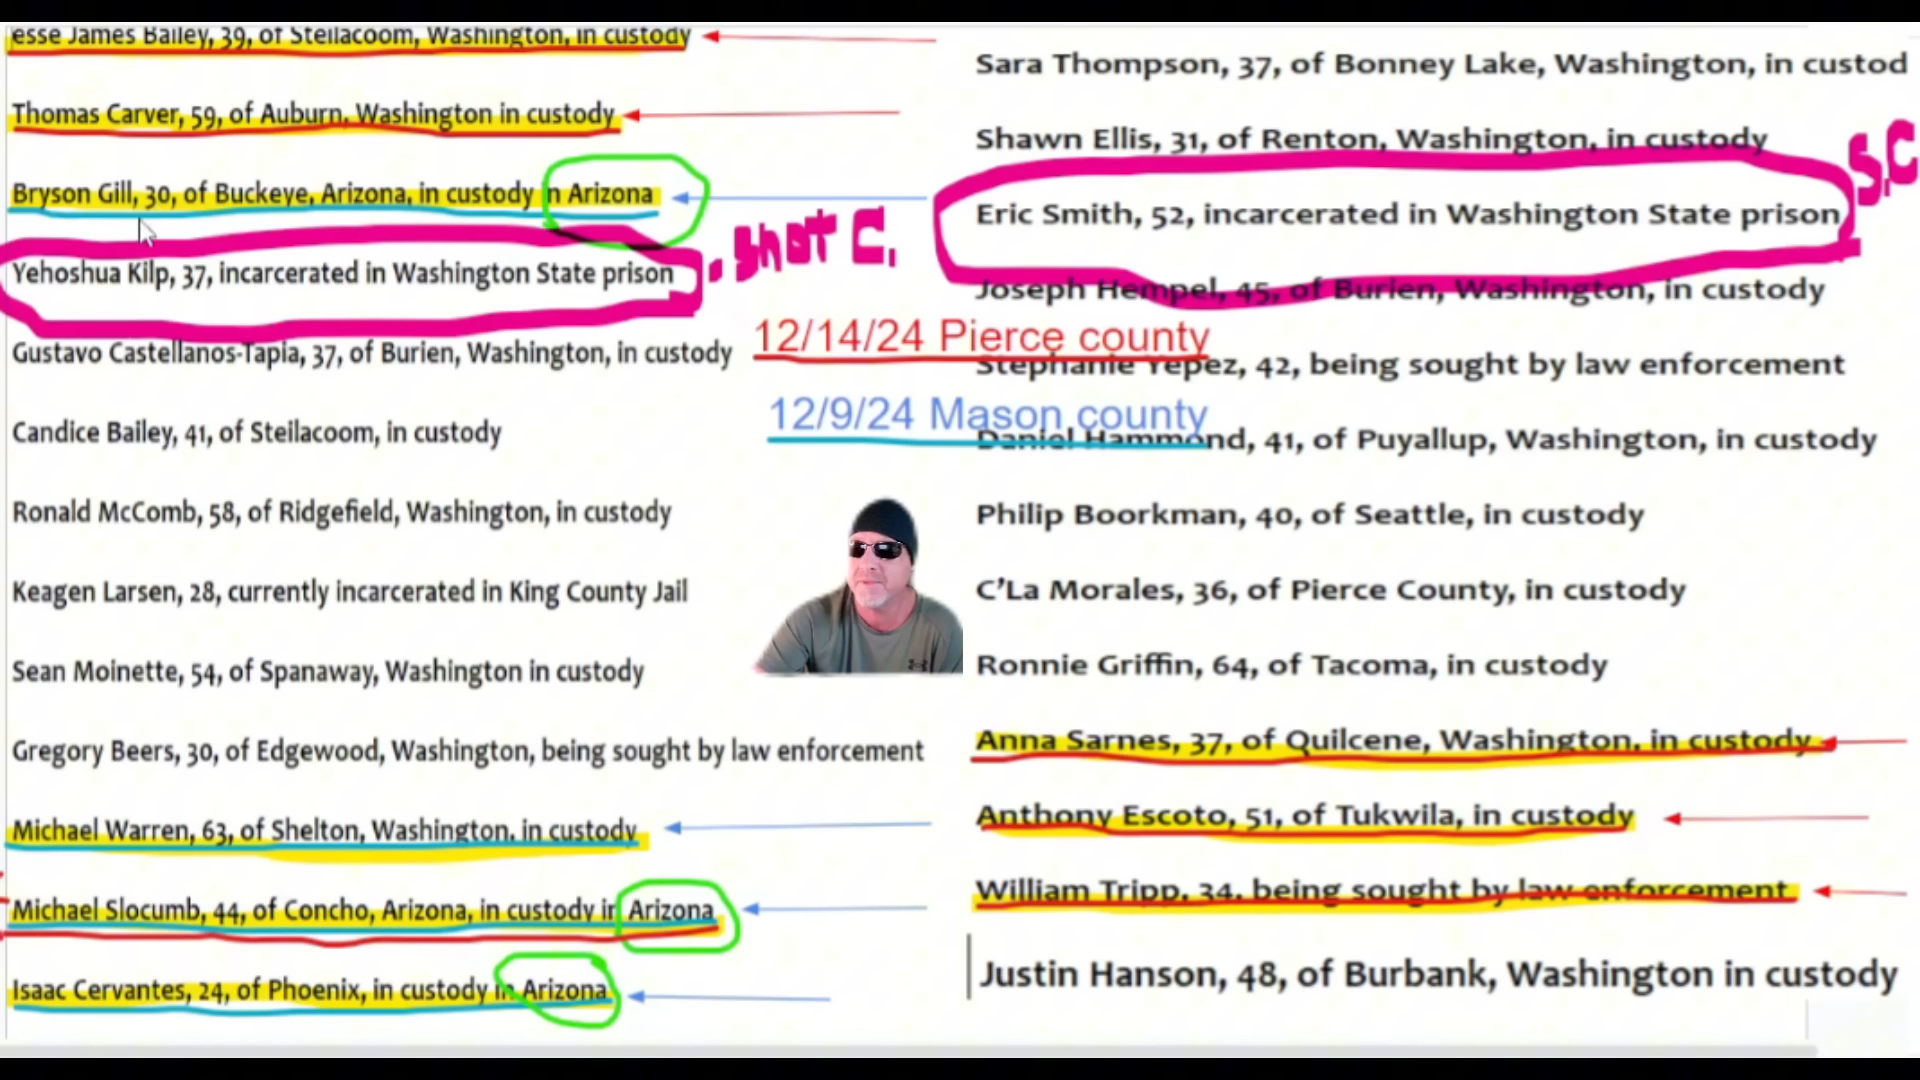 esse James Bailey, 39, of Steilacoom, Washington, in custody
Thomas Carver, 59, of Auburn, Washington in custody
Bryson Gill, 30, of Buckeye, Arizona, in custody in Arizona
Yehoshua Kilp, 37, incarcerated in Washington State prison
. Shot C.
Gustavo Castellanos-Tapia, 37, of Burien, Washington, in custody
Candice Bailey, 41, of Steilacoom, in custody
Ronald McComb, 58, of Ridgefield, Washington, in custody
Keagen Larsen, 28, currently incarcerated in King County Jail
Sean Moinette, 54, of Spanaway, Washington in custody
Gregory Beers, 30, of Edgewood, Washington, being sought by law enforcement
Michael Warren, 63, of Shelton, Washington, in custody
Michael Slocumb, 44, of Concho, Arizona, in custody in Arizona
Isaac Cervantes, 24, of Phoenix, in custody in Arizona
12/14/24 Pierce county
12/9/24 Mason county
Sara Thompson, 37, of Bonney Lake, Washington, in custod
Shawn Ellis, 31, of Renton, Washington, in custody
S.C
Eric Smith, 52, incarcerated in Washington State prison
Joseph Hempel, 45, of Burien, Washington, in custody
Stephanie Yepez, 42, being sought by law enforcement
Daniel Hammond, 41, of Puyallup, Washington, in custody
Philip Boorkman, 40, of Seattle, in custody
C’La Morales, 36, of Pierce County, in custody
Ronnie Griffin, 64, of Tacoma, in custody
Anna Sarnes, 37, of Quilcene, Washington, in custody
Anthony Escoto, 51, of Tukwila, in custody
William Tripp, 34, being sought by law enforcement
Justin Hanson, 48, of Burbank, Washington in custody